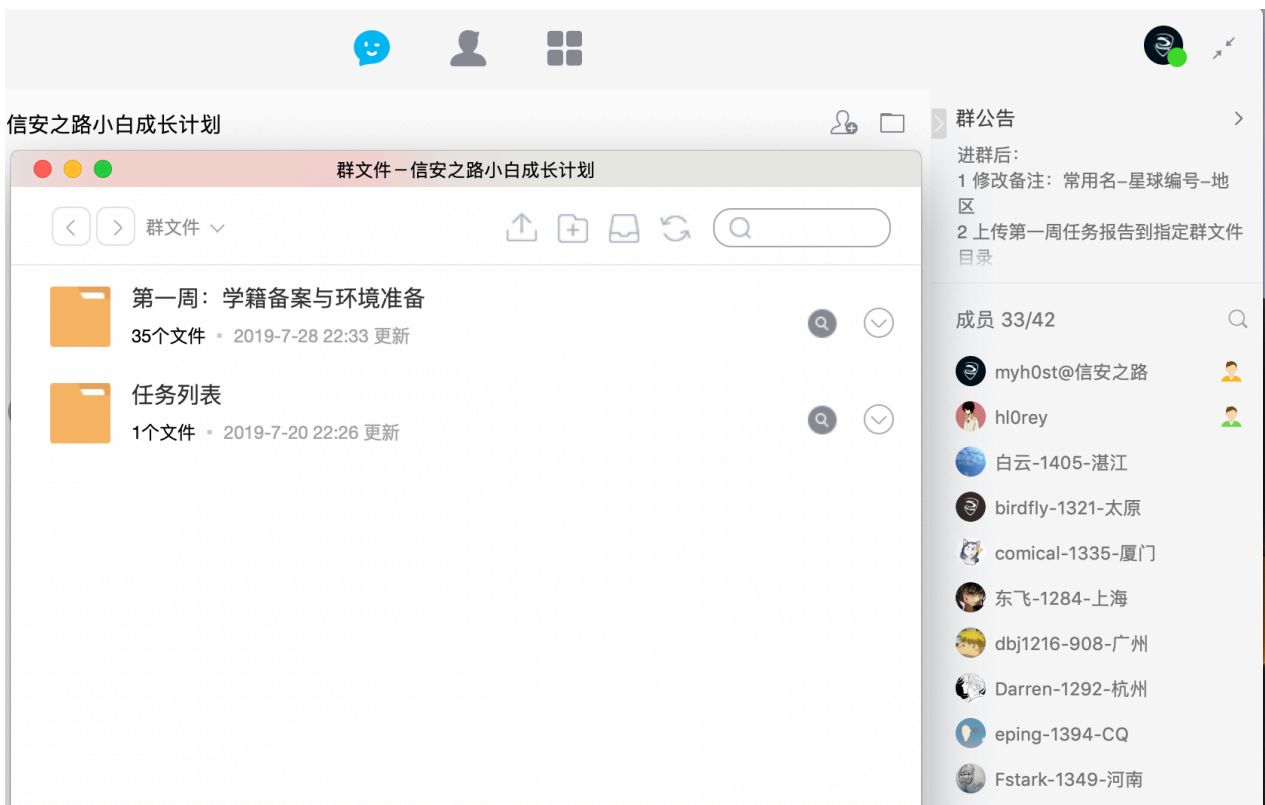 信安之路小白成长计划
群文件－信安之路小白成长计划
群文件
第一周：学籍备案与环境准备
35个文件 2019-7-28 22:33 更新
任务列表
1个文件 2019-7-20 22:26 更新
群公告
进群后：
1 修改备注：常用名–星球编号–地
区
2 上传第一周任务报告到指定群文件
目录
成员 33/42
myh0st@信安之路
hl0rey
白云-1405-湛江
birdfly-1321-太原
comical-1335-厦门
东飞-1284-上海
dbj1216-908-广州
Darren-1292-杭州
eping-1394-CQ
Fstark-1349-河南